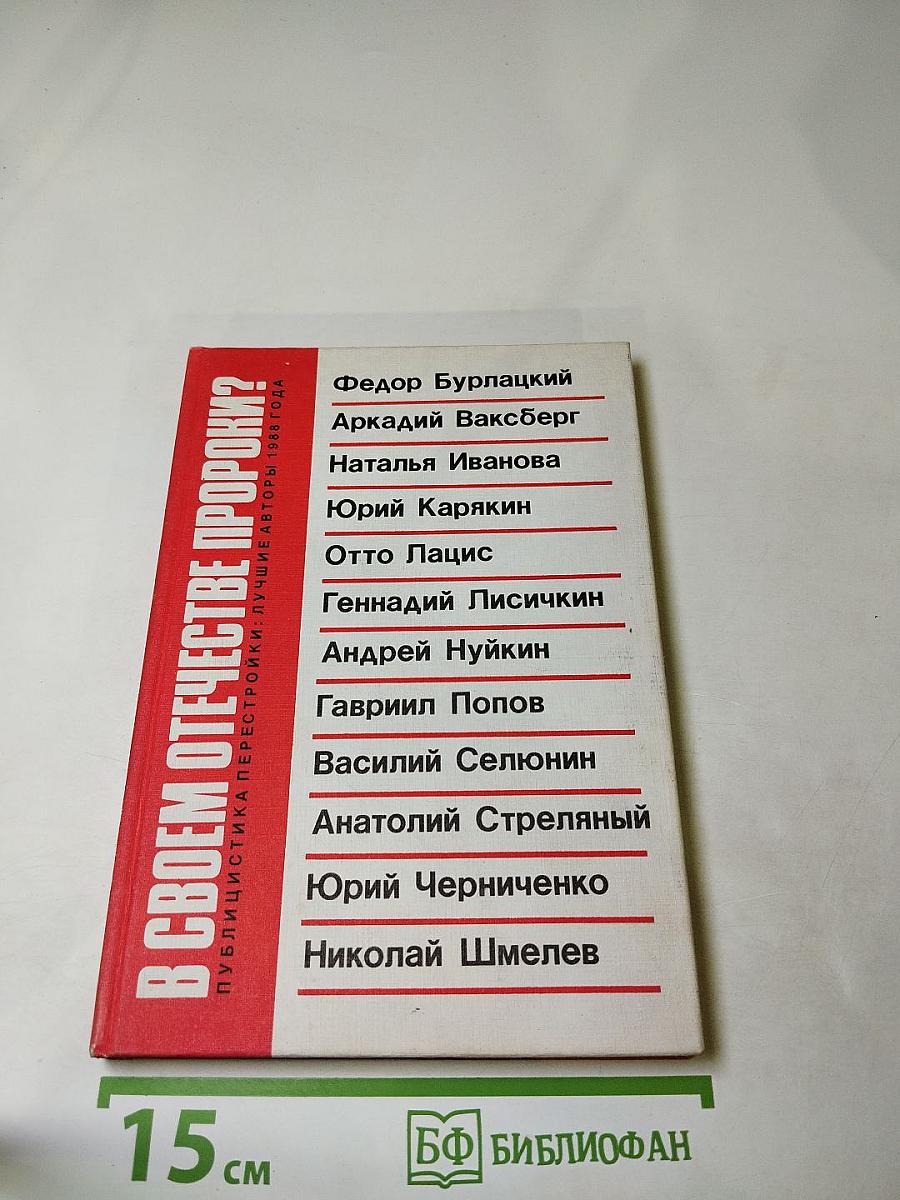 В СВОЕМ ОТЕЧЕСТВЕ ПРОРОКИ?
ПУБЛИЦИСТИКА ПЕРЕСТРОЙКИ: ЛУЧШИЕ АВТОРЫ 1988 ГОДА
Федор Бурлацкий
Аркадий Ваксберг
Наталья Иванова
Юрий Карякин
Отто Лацис
Геннадий Лисичкин
Андрей Нуйкин
Гавриил Попов
Василий Селюнин
Анатолий Стреляный
Юрий Черниченко
Николай Шмелев
15 см
БФ БИБЛИОФАН